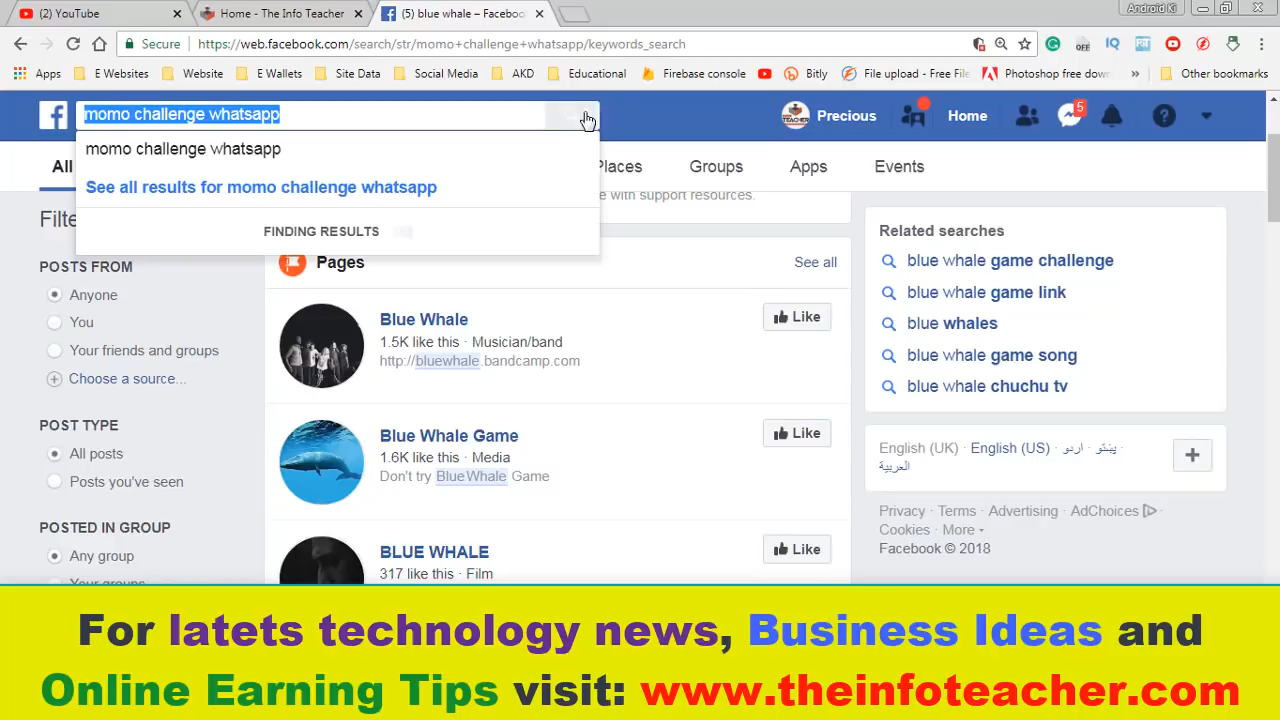 (2) YouTube
Home - The Info Teacher
(5) blue whale – Faceboo
Android Ki
Secure
https://web.facebook.com/search/str/momo+challenge+whatsapp/keywords_search
Apps
E Websites
Website
E Wallets
Site Data
Social Media
AKD
Educational
Firebase console
Bitly
File upload - Free File
Photoshop free down
Other bookmarks
momo challenge whatsapp
Precious
Home
5
momo challenge whatsapp
See all results for momo challenge whatsapp
FINDING RESULTS
All
Places
Groups
Apps
Events
e with support resources.
Filte
POSTS FROM
Anyone
You
Your friends and groups
Choose a source...
POST TYPE
All posts
Posts you've seen
POSTED IN GROUP
Any group
Your groups
Pages
See all
Blue Whale
1.5K like this · Musician/band
http://bluewhale.bandcamp.com
Like
Blue Whale Game
1.6K like this · Media
Don't try Blue Whale Game
Like
BLUE WHALE
317 like this · Film
Like
Related searches
blue whale game challenge
blue whale game link
blue whales
blue whale game song
blue whale chuchu tv
English (UK) · English (US) · اردو · پښتو ·
العربية
Privacy · Terms · Advertising · AdChoices ·
Cookies · More
Facebook © 2018
For latets technology news, Business Ideas and
Online Earning Tips visit: www.theinfoteacher.com